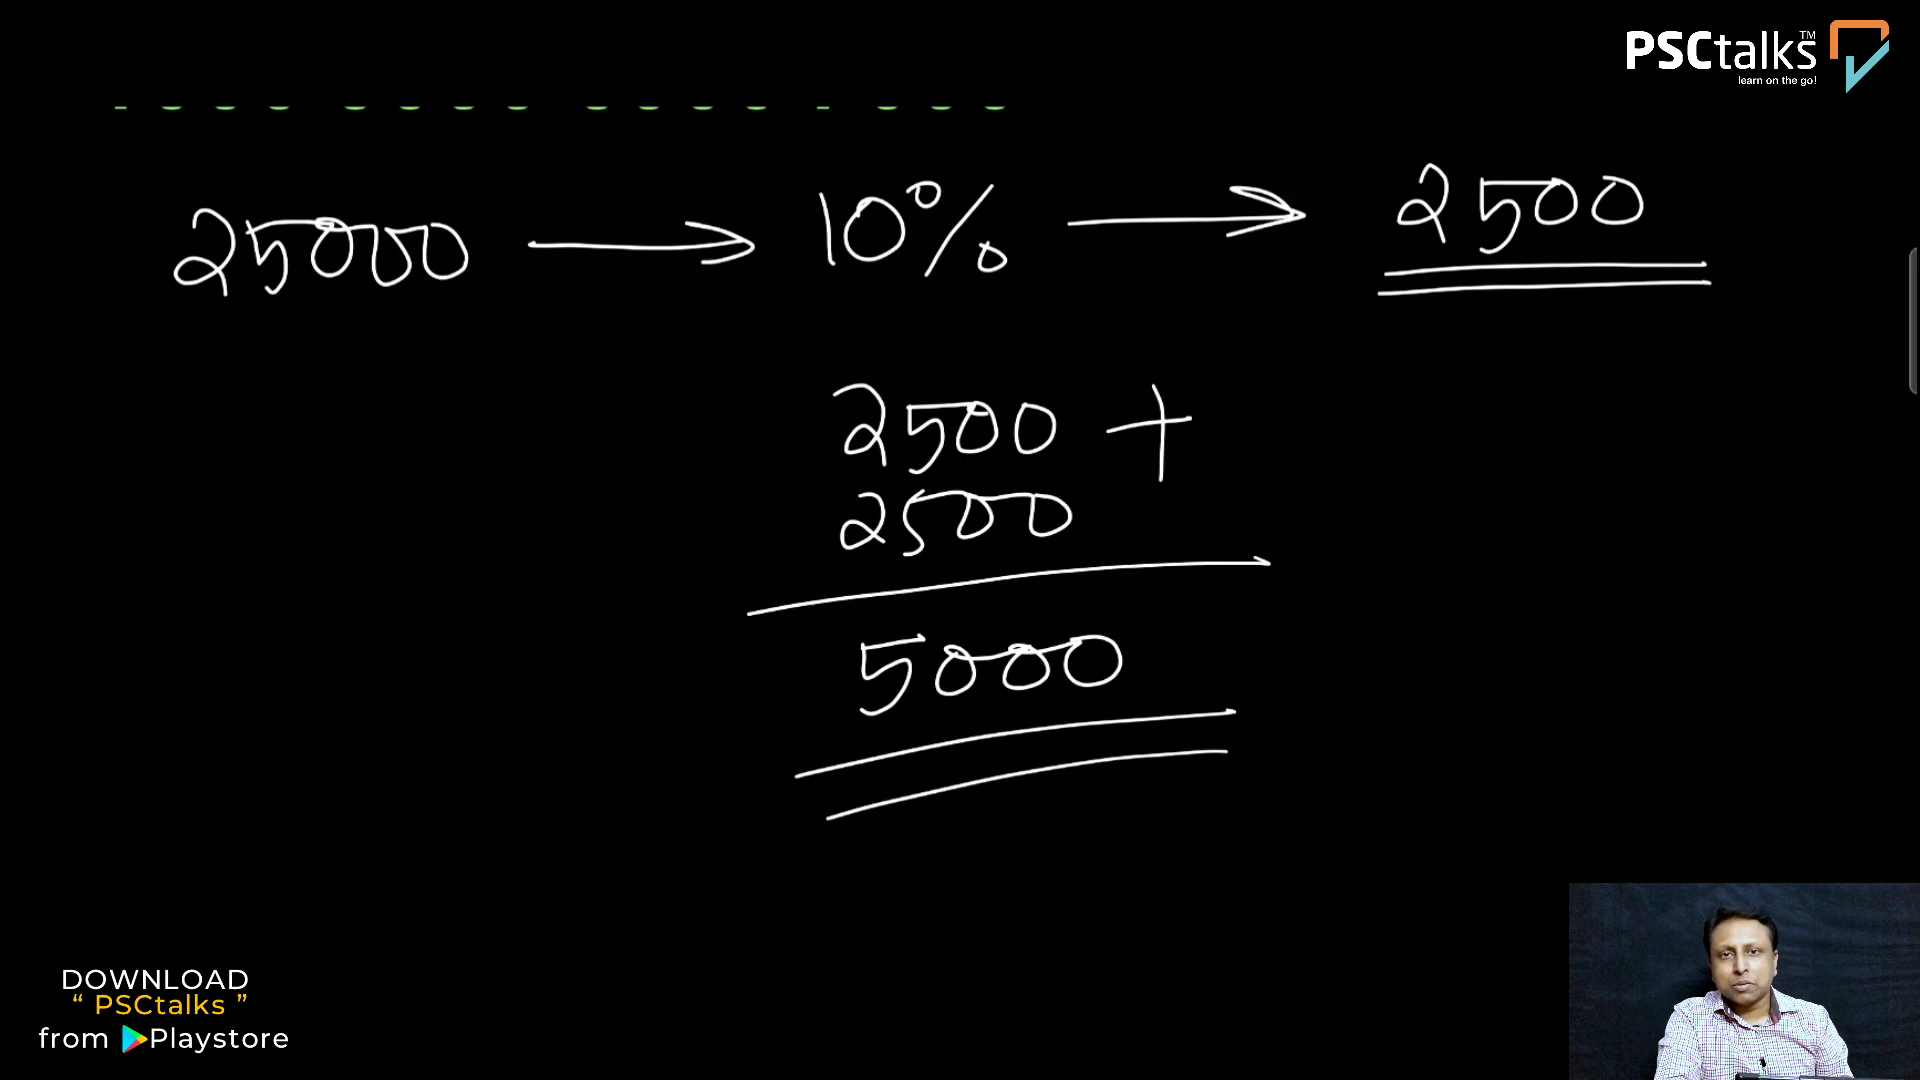 PSCtalks™
learn on the go!
25000 → 10% → 2500
2500 +
2500
5000
DOWNLOAD
“ PSCtalks ”
from Playstore